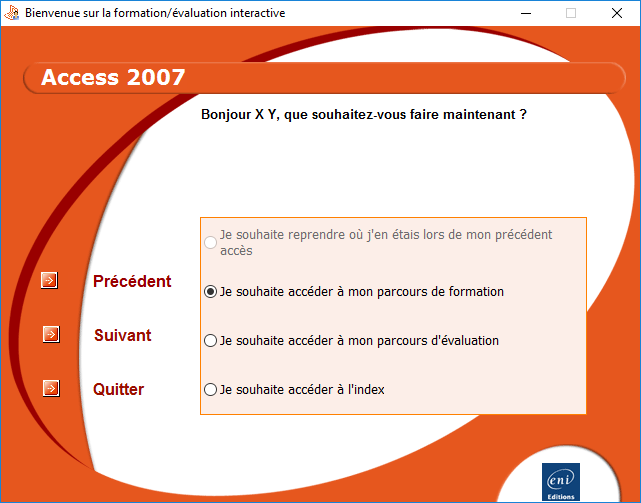 Bienvenue sur la formation/évaluation interactive
Access 2007
Bonjour X Y, que souhaitez-vous faire maintenant ?
Je souhaite reprendre où j'en étais lors de mon précédent
accès
Précédent
Je souhaite accéder à mon parcours de formation
Suivant
Je souhaite accéder à mon parcours d'évaluation
Quitter
Je souhaite accéder à l'index
eni
Editions